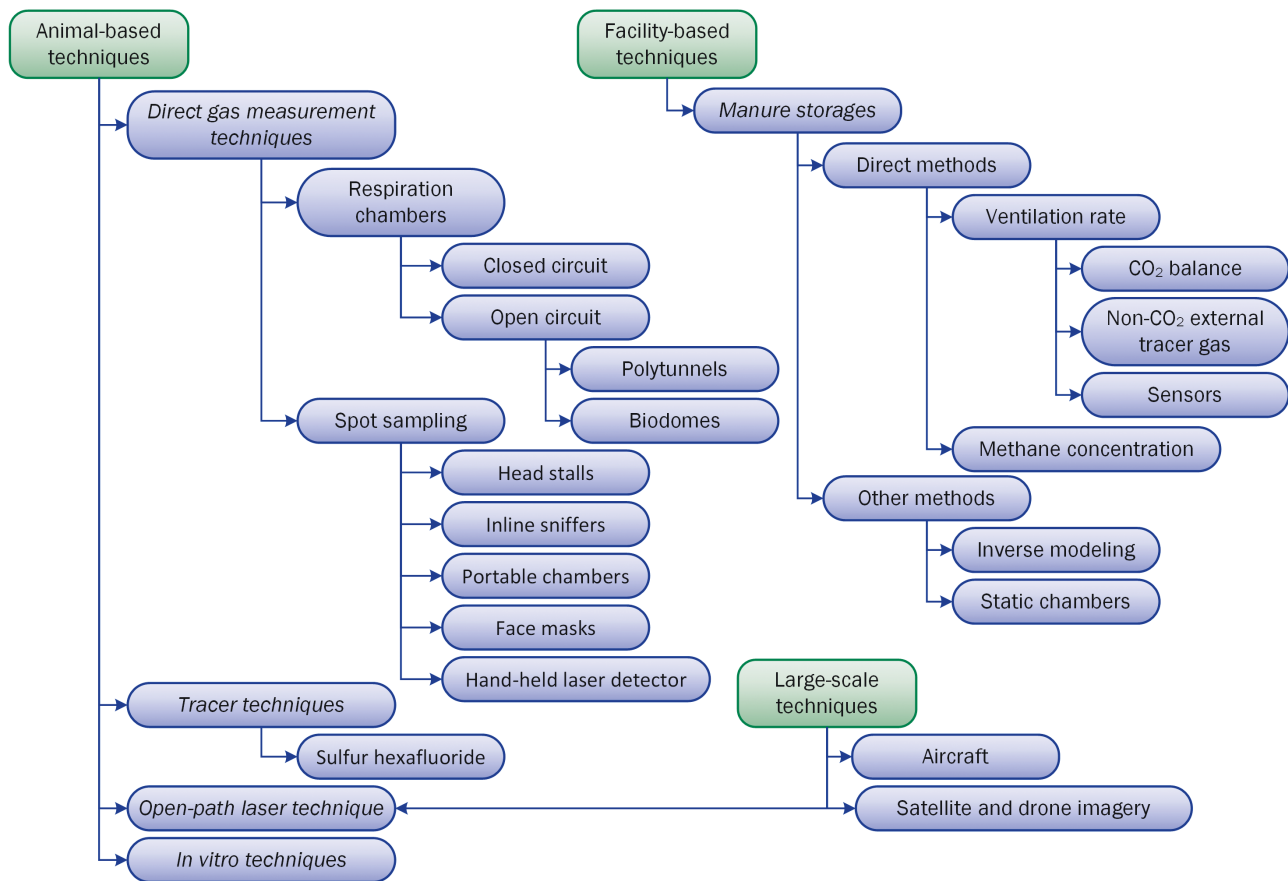 Animal-based
techniques
Direct gas measurement
techniques
Respiration
chambers
Closed circuit
Open circuit
Polytunnels
Biodomes
Spot sampling
Head stalls
Inline sniffers
Portable chambers
Face masks
Hand-held laser detector
Tracer techniques
Sulfur hexafluoride
Open-path laser technique
In vitro techniques
Facility-based
techniques
Manure storages
Direct methods
Ventilation rate
CO₂ balance
Non-CO₂ external
tracer gas
Sensors
Methane concentration
Other methods
Inverse modeling
Static chambers
Large-scale
techniques
Aircraft
Satellite and drone imagery